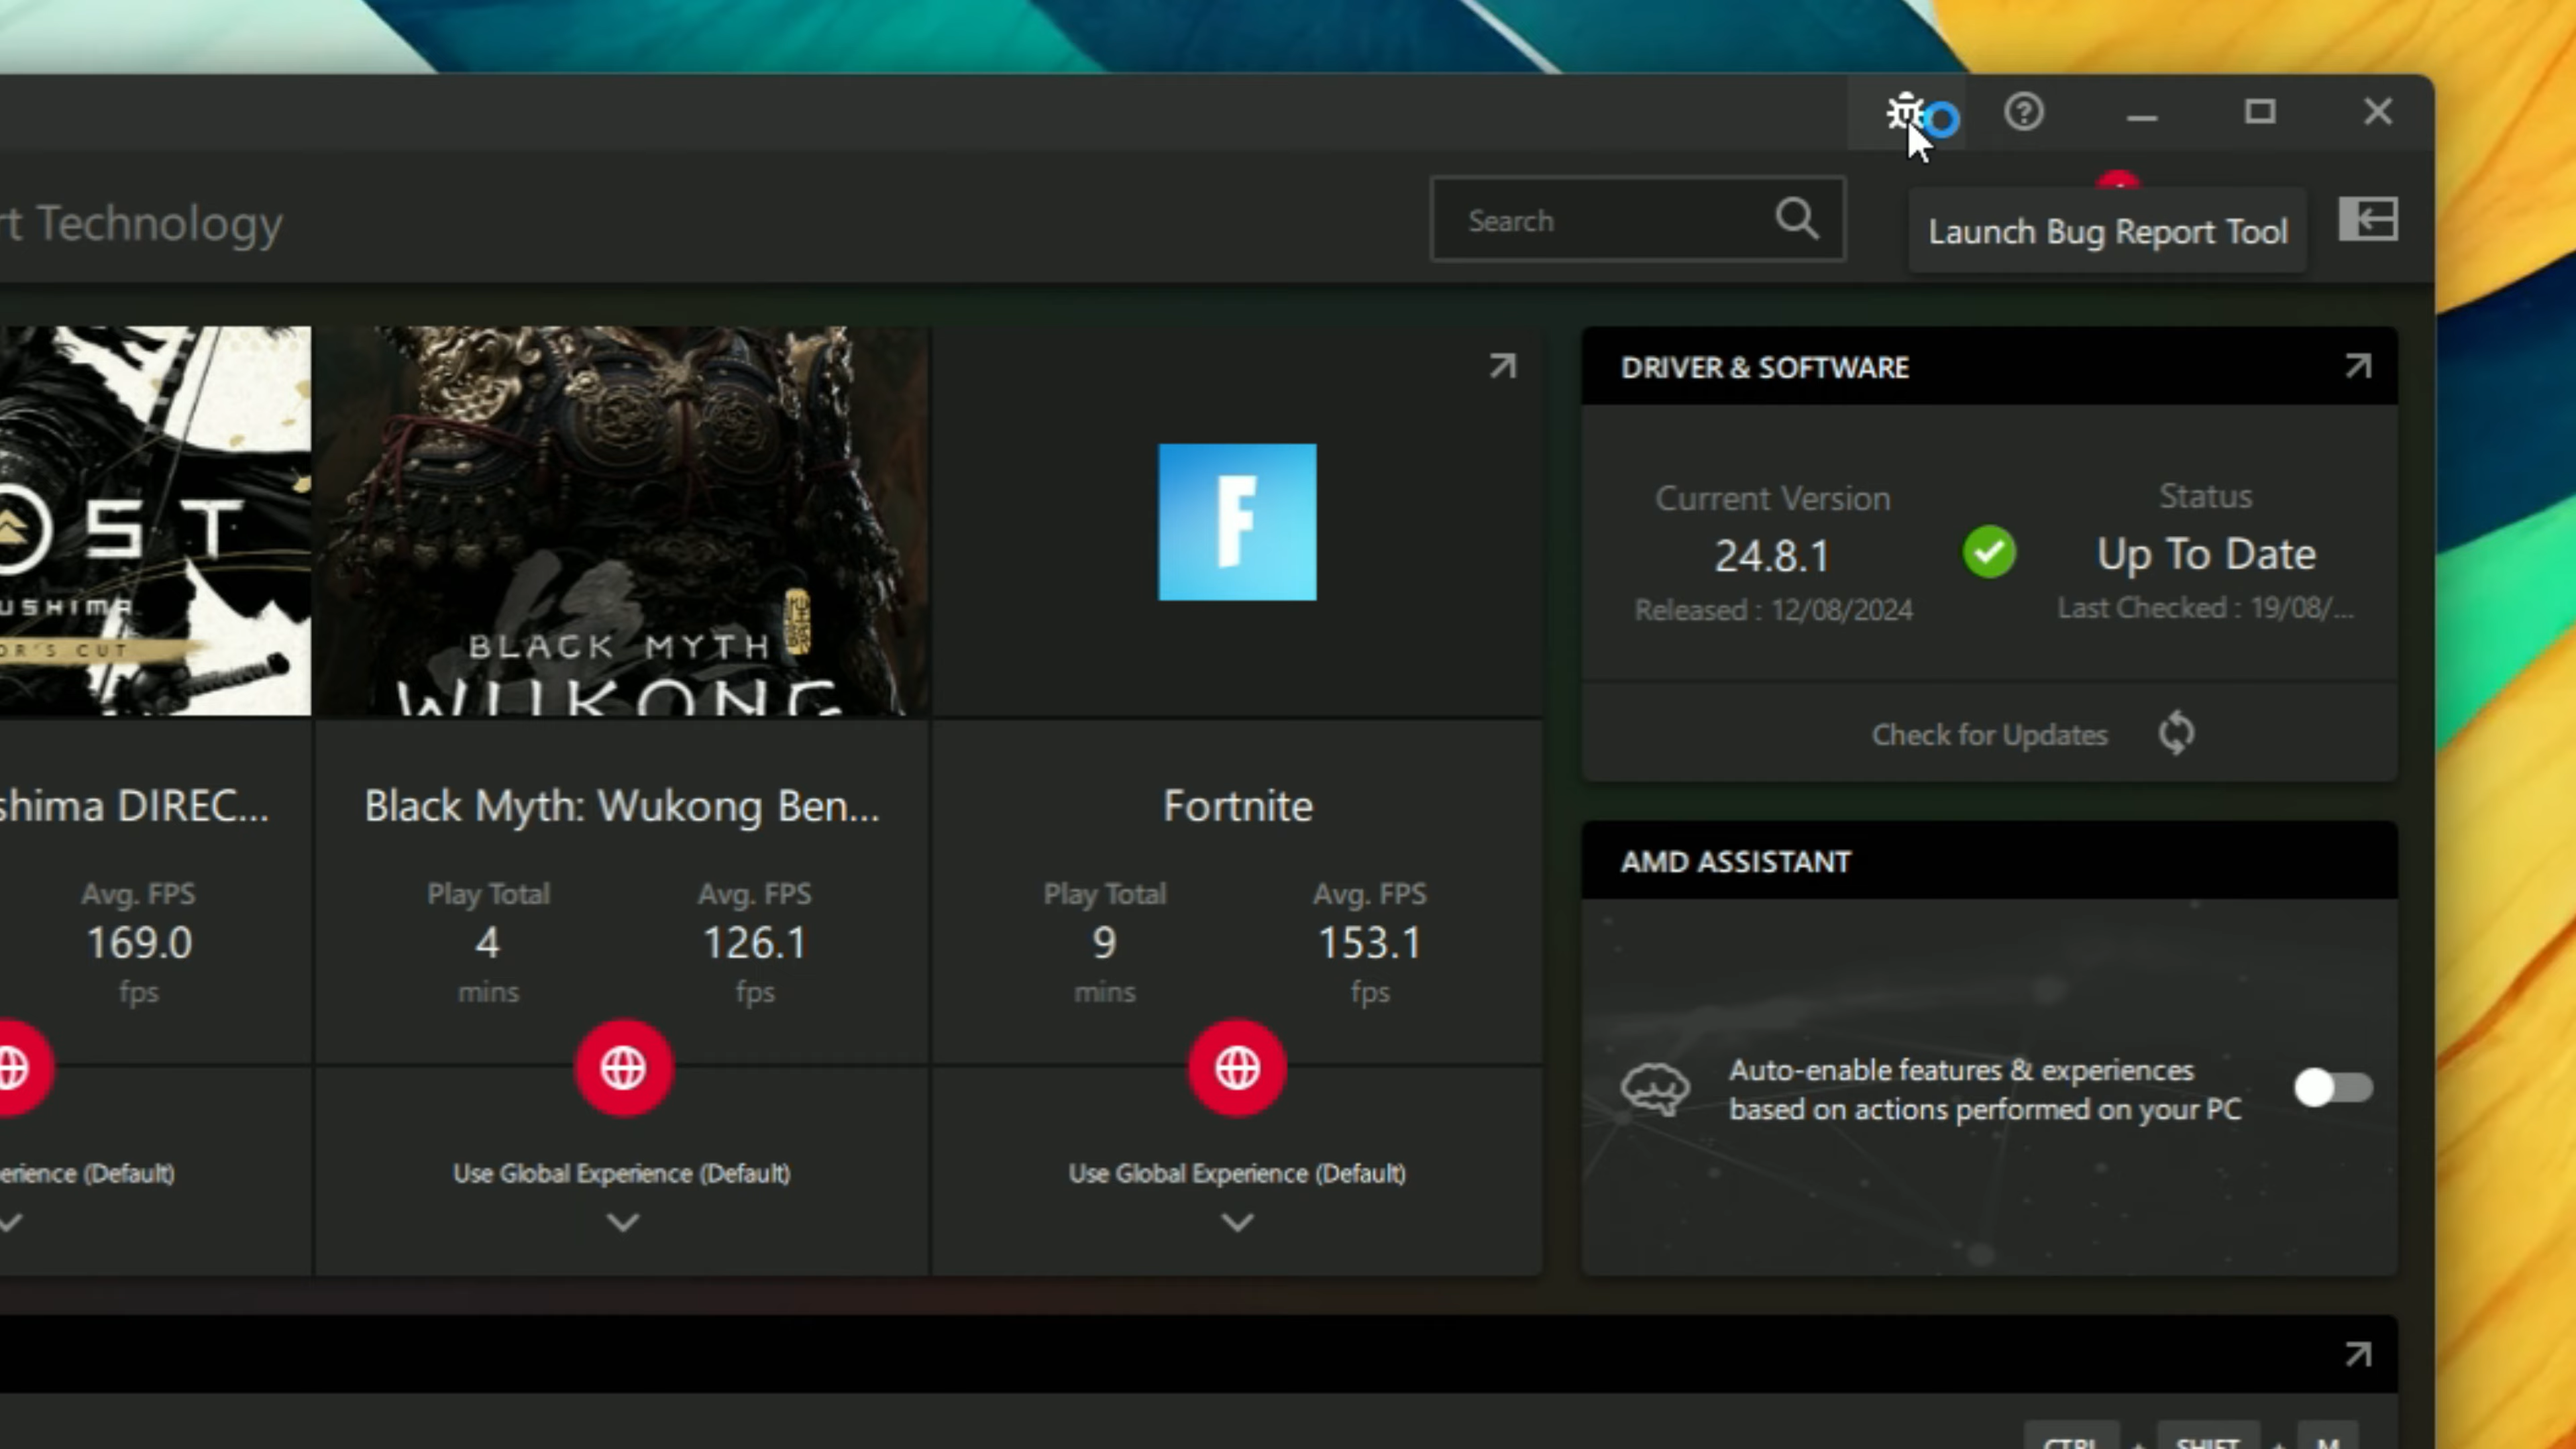 rt Technology
Search
Launch Bug Report Tool
OST
USHIMA
OR'S CUT
BLACK MYTH
WUKONG
F
DRIVER & SOFTWARE
Current Version
24.8.1
Released : 12/08/2024
Status
Up To Date
Last Checked : 19/08/...
Check for Updates
shima DIREC...
Avg. FPS
169.0
fps
erience (Default)
Black Myth: Wukong Ben...
Play Total
4
mins
Avg. FPS
126.1
fps
Use Global Experience (Default)
Fortnite
Play Total
9
mins
Avg. FPS
153.1
fps
Use Global Experience (Default)
AMD ASSISTANT
Auto-enable features & experiences
based on actions performed on your PC
CTRL + SHIFT + M